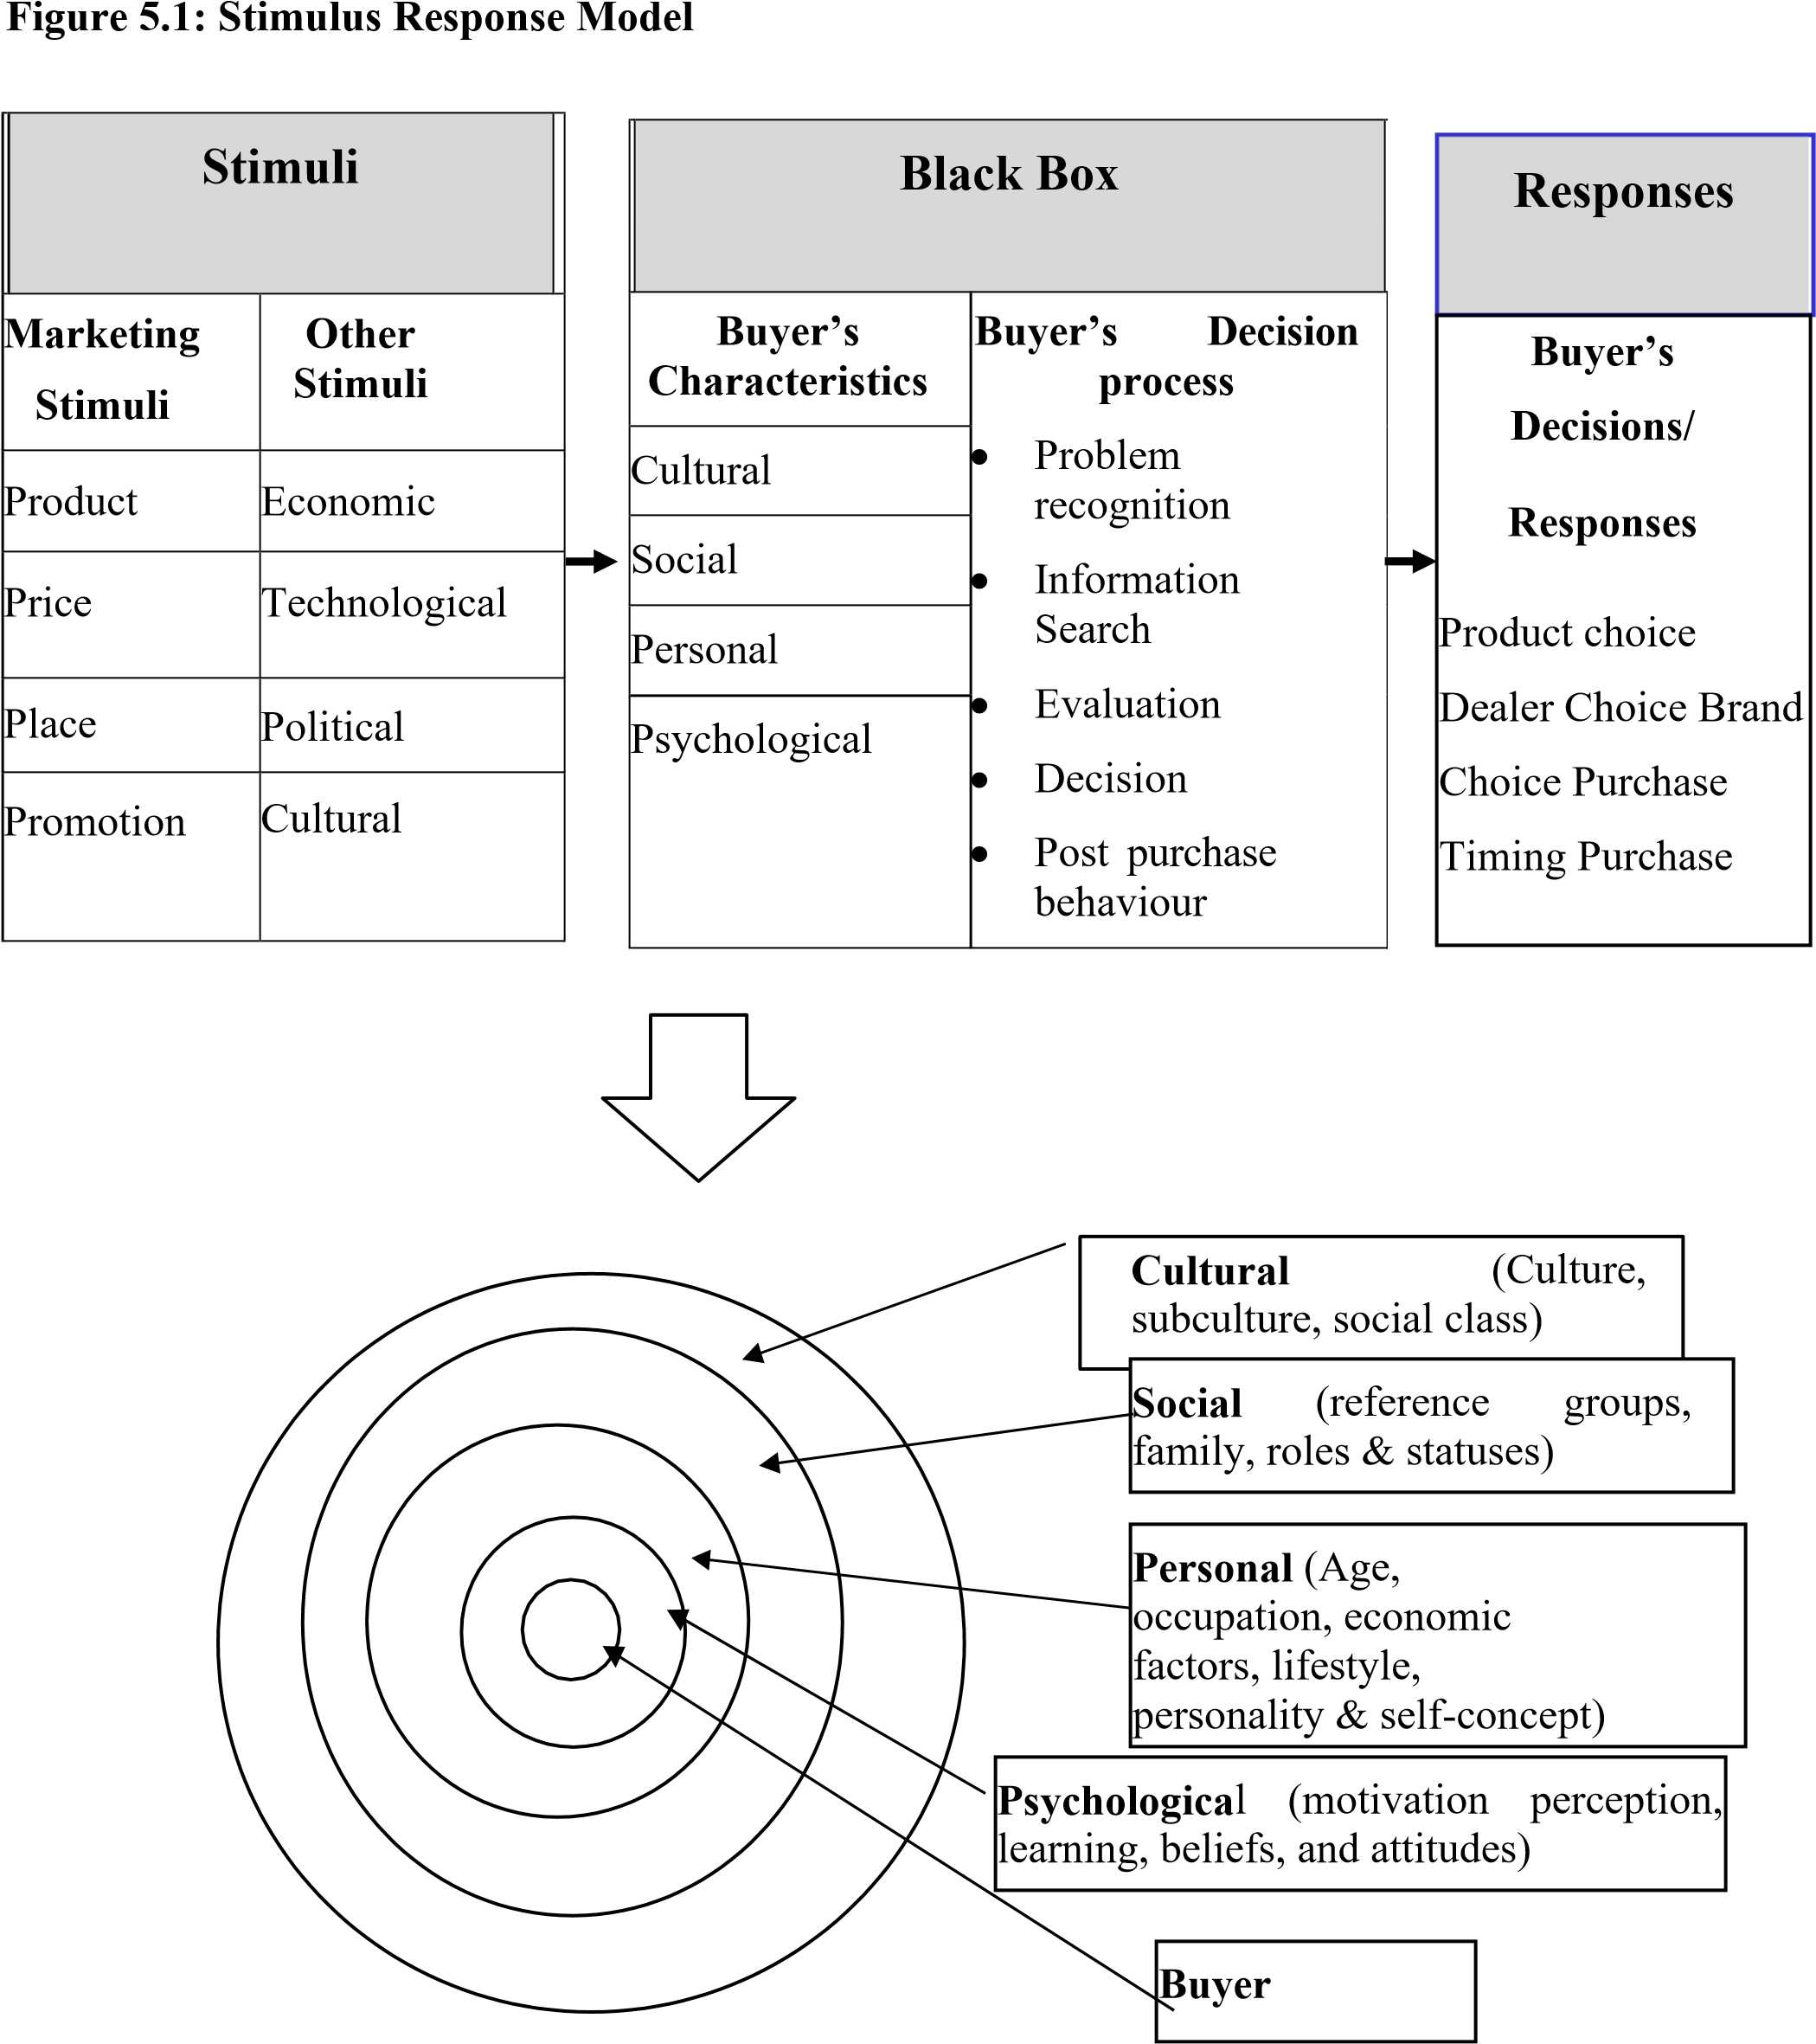 Figure 5.1: Stimulus Response Model
Stimuli
Marketing
Stimuli
Other
Stimuli
Product
Economic
Price
Technological
Place
Political
Promotion
Cultural
Black Box
Buyer’s
Characteristics
Cultural
Social
Personal
Psychological
Buyer’s Decision
process
• Problem
recognition
• Information
Search
• Evaluation
• Decision
• Post purchase
behaviour
Responses
Buyer’s
Decisions/
Responses
Product choice
Dealer Choice Brand
Choice Purchase
Timing Purchase
Cultural (Culture,
subculture, social class)
Social (reference groups,
family, roles & statuses)
Personal (Age,
occupation, economic
factors, lifestyle,
personality & self-concept)
Psychological (motivation perception,
learning, beliefs, and attitudes)
Buyer